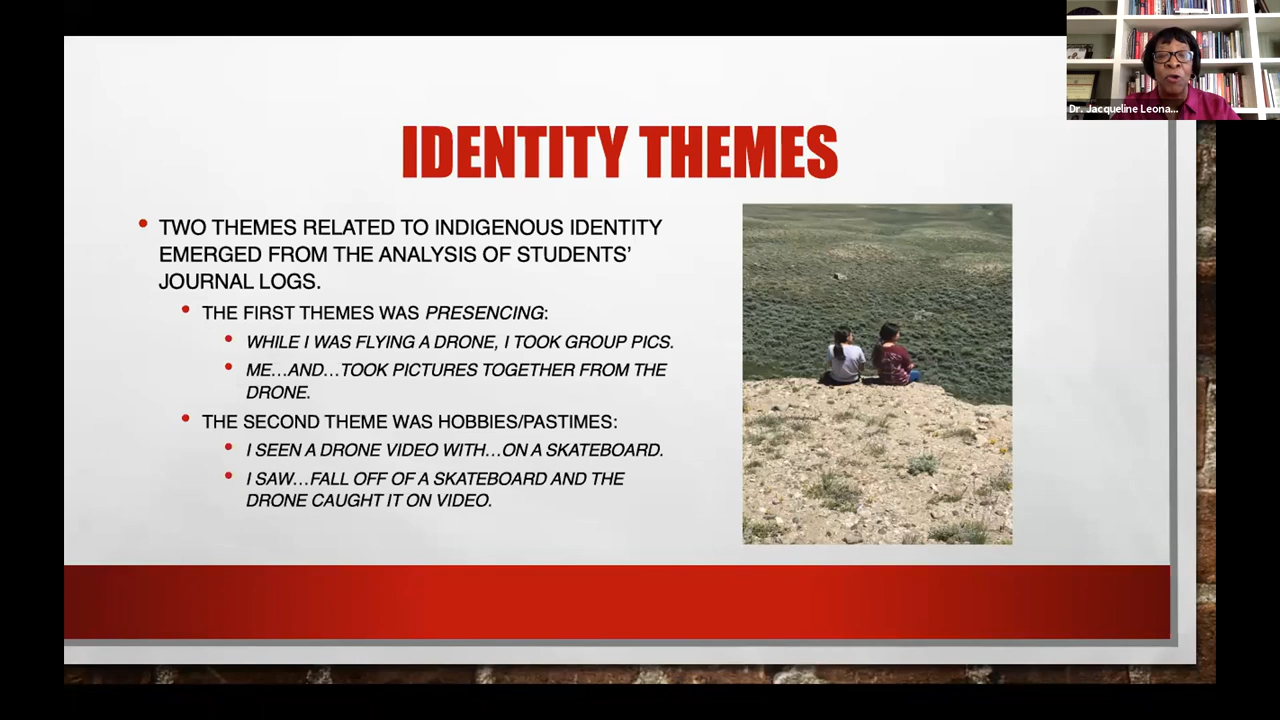 Dr. Jacqueline Leona...
IDENTITY THEMES
• TWO THEMES RELATED TO INDIGENOUS IDENTITY
EMERGED FROM THE ANALYSIS OF STUDENTS'
JOURNAL LOGS.
• THE FIRST THEMES WAS PRESENCING:
• WHILE I WAS FLYING A DRONE, I TOOK GROUP PICS.
• ME...AND...TOOK PICTURES TOGETHER FROM THE
DRONE.
• THE SECOND THEME WAS HOBBIES/PASTIMES:
• I SEEN A DRONE VIDEO WITH...ON A SKATEBOARD.
• I SAW...FALL OFF OF A SKATEBOARD AND THE
DRONE CAUGHT IT ON VIDEO.